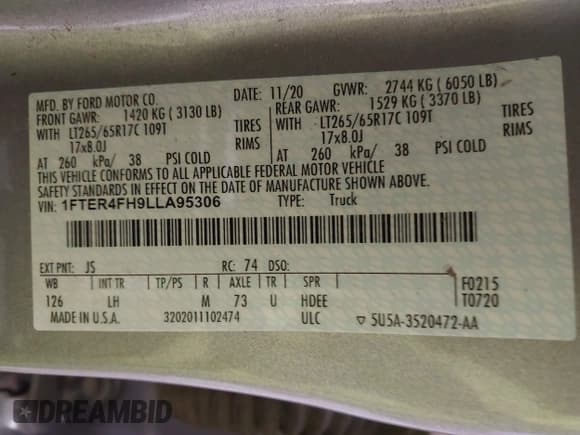 MFD. BY FORD MOTOR CO. DATE: 11/20 GVWR: 2744 KG (6050 LB)
FRONT GAWR: 1420 KG (3130 LB) REAR GAWR: 1529 KG (3370 LB)
WITH LT265/65R17C 109T TIRES WITH LT265/65R17C 109T TIRES
17x8.0J RIMS 17x8.0J RIMS
AT 260 kPa/ 38 PSI COLD AT 260 kPa/ 38 PSI COLD
THIS VEHICLE CONFORMS TO ALL APPLICABLE FEDERAL MOTOR VEHICLE
SAFETY STANDARDS IN EFFECT ON THE DATE OF MANUFACTURE SHOWN ABOVE.
VIN: 1FTER4FH9LLA95306 TYPE: Truck
EXT PNT: JS RC: 74 DSO:
WB INT TR TP/PS R AXLE TR SPR F0215
126 LH M 73 U HDEE T0720
MADE IN U.S.A. 3202011102474 ULC ▽ 5U5A-3520472-AA
DREAMBID